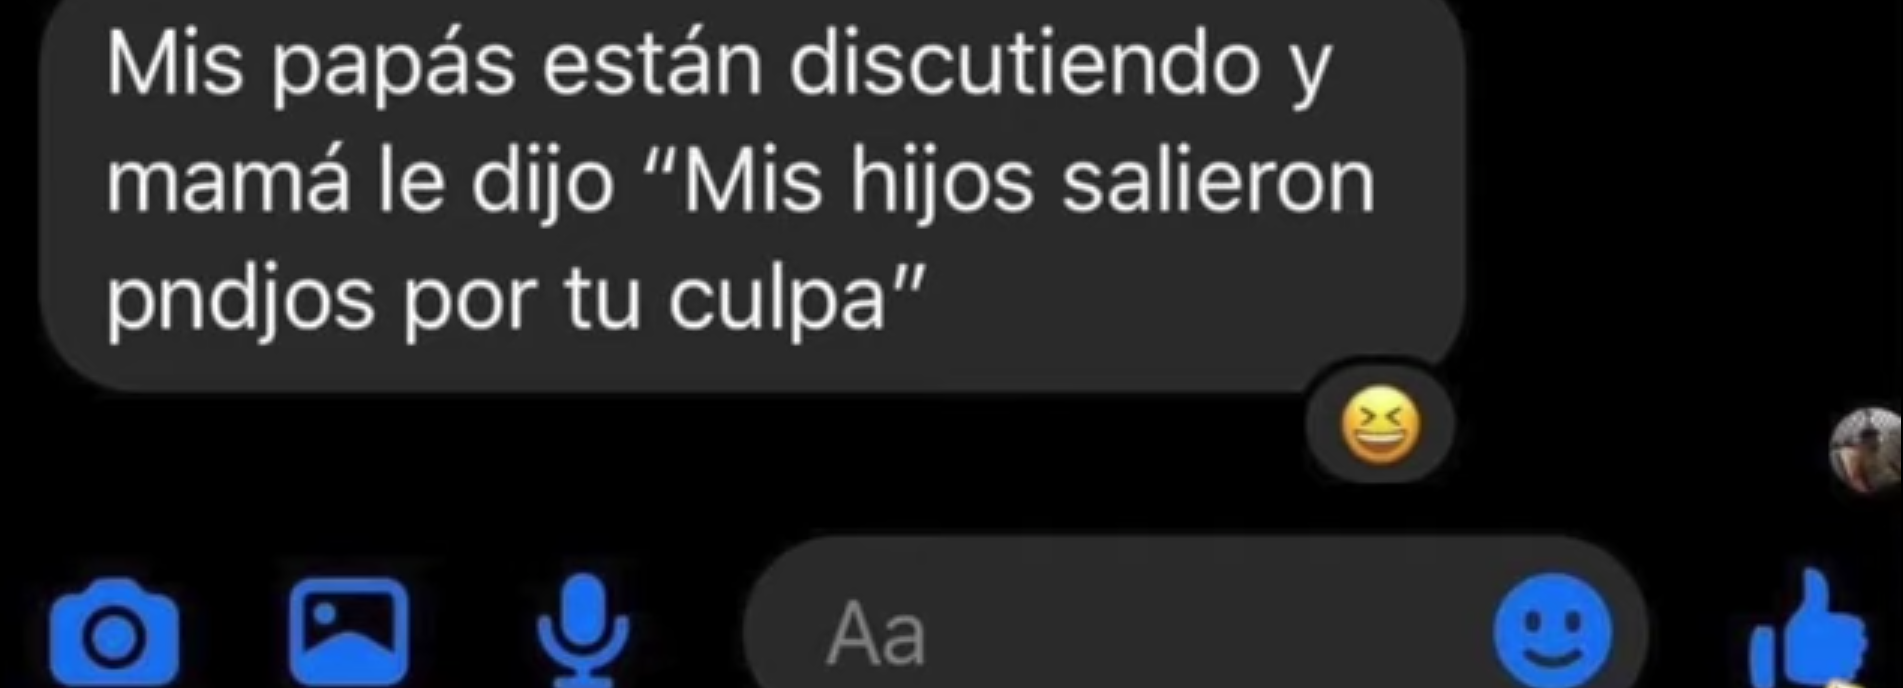 Mis papás están discutiendo y
mamá le dijo “Mis hijos salieron
pndjos por tu culpa”
Aa